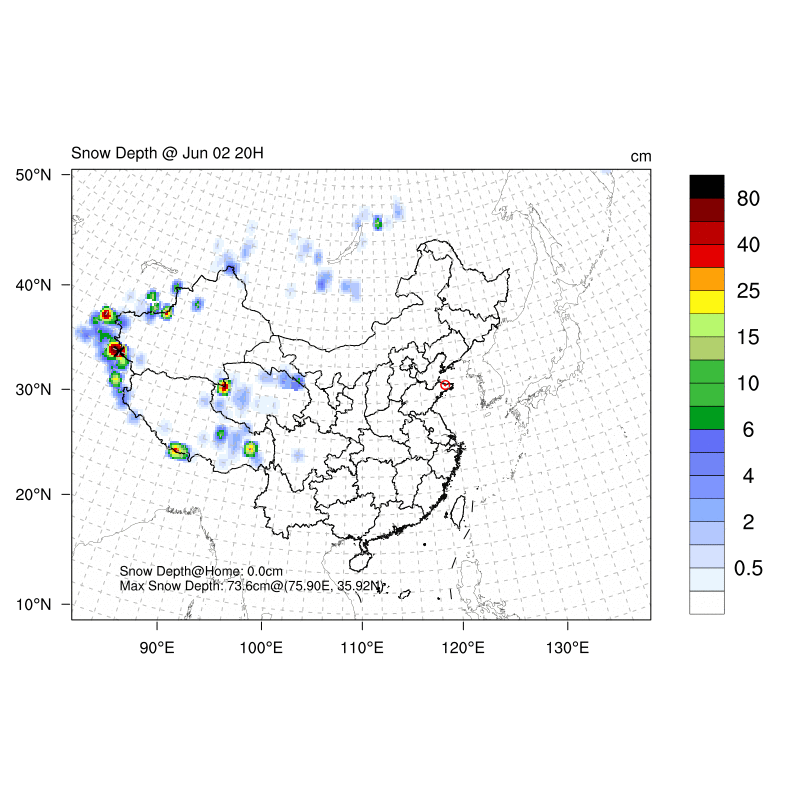 Snow Depth @ Jun 02 20H
cm
50°N
40°N
30°N
20°N
10°N
80
40
25
15
10
6
4
2
0.5
Snow Depth@Home: 0.0cm
Max Snow Depth: 73.6cm@(75.90E, 35.92N)
90°E
100°E
110°E
120°E
130°E